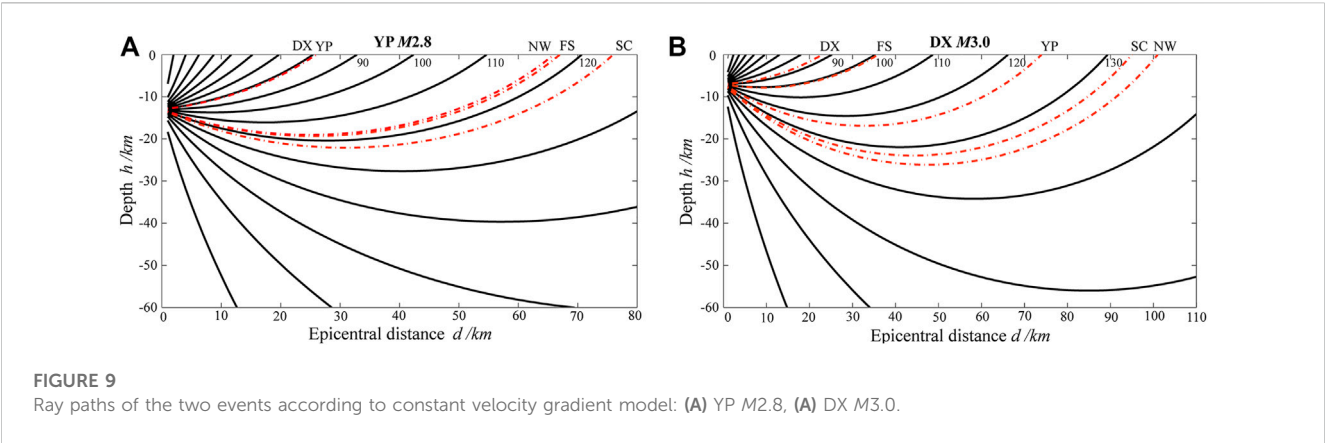 A
YP M2.8
DX YP NW FS SC
90 100 110 120
0
-10
-20
-30
-40
-50
-60
Depth h /km
0 10 20 30 40 50 60 70 80
Epicentral distance d /km
B
DX M3.0
DX FS YP SC NW
90 100 110 120 130
0
-10
-20
-30
-40
-50
-60
Depth h /km
0 10 20 30 40 50 60 70 80 90 100 110
Epicentral distance d /km
FIGURE 9
Ray paths of the two events according to constant velocity gradient model: (A) YP M2.8, (A) DX M3.0.